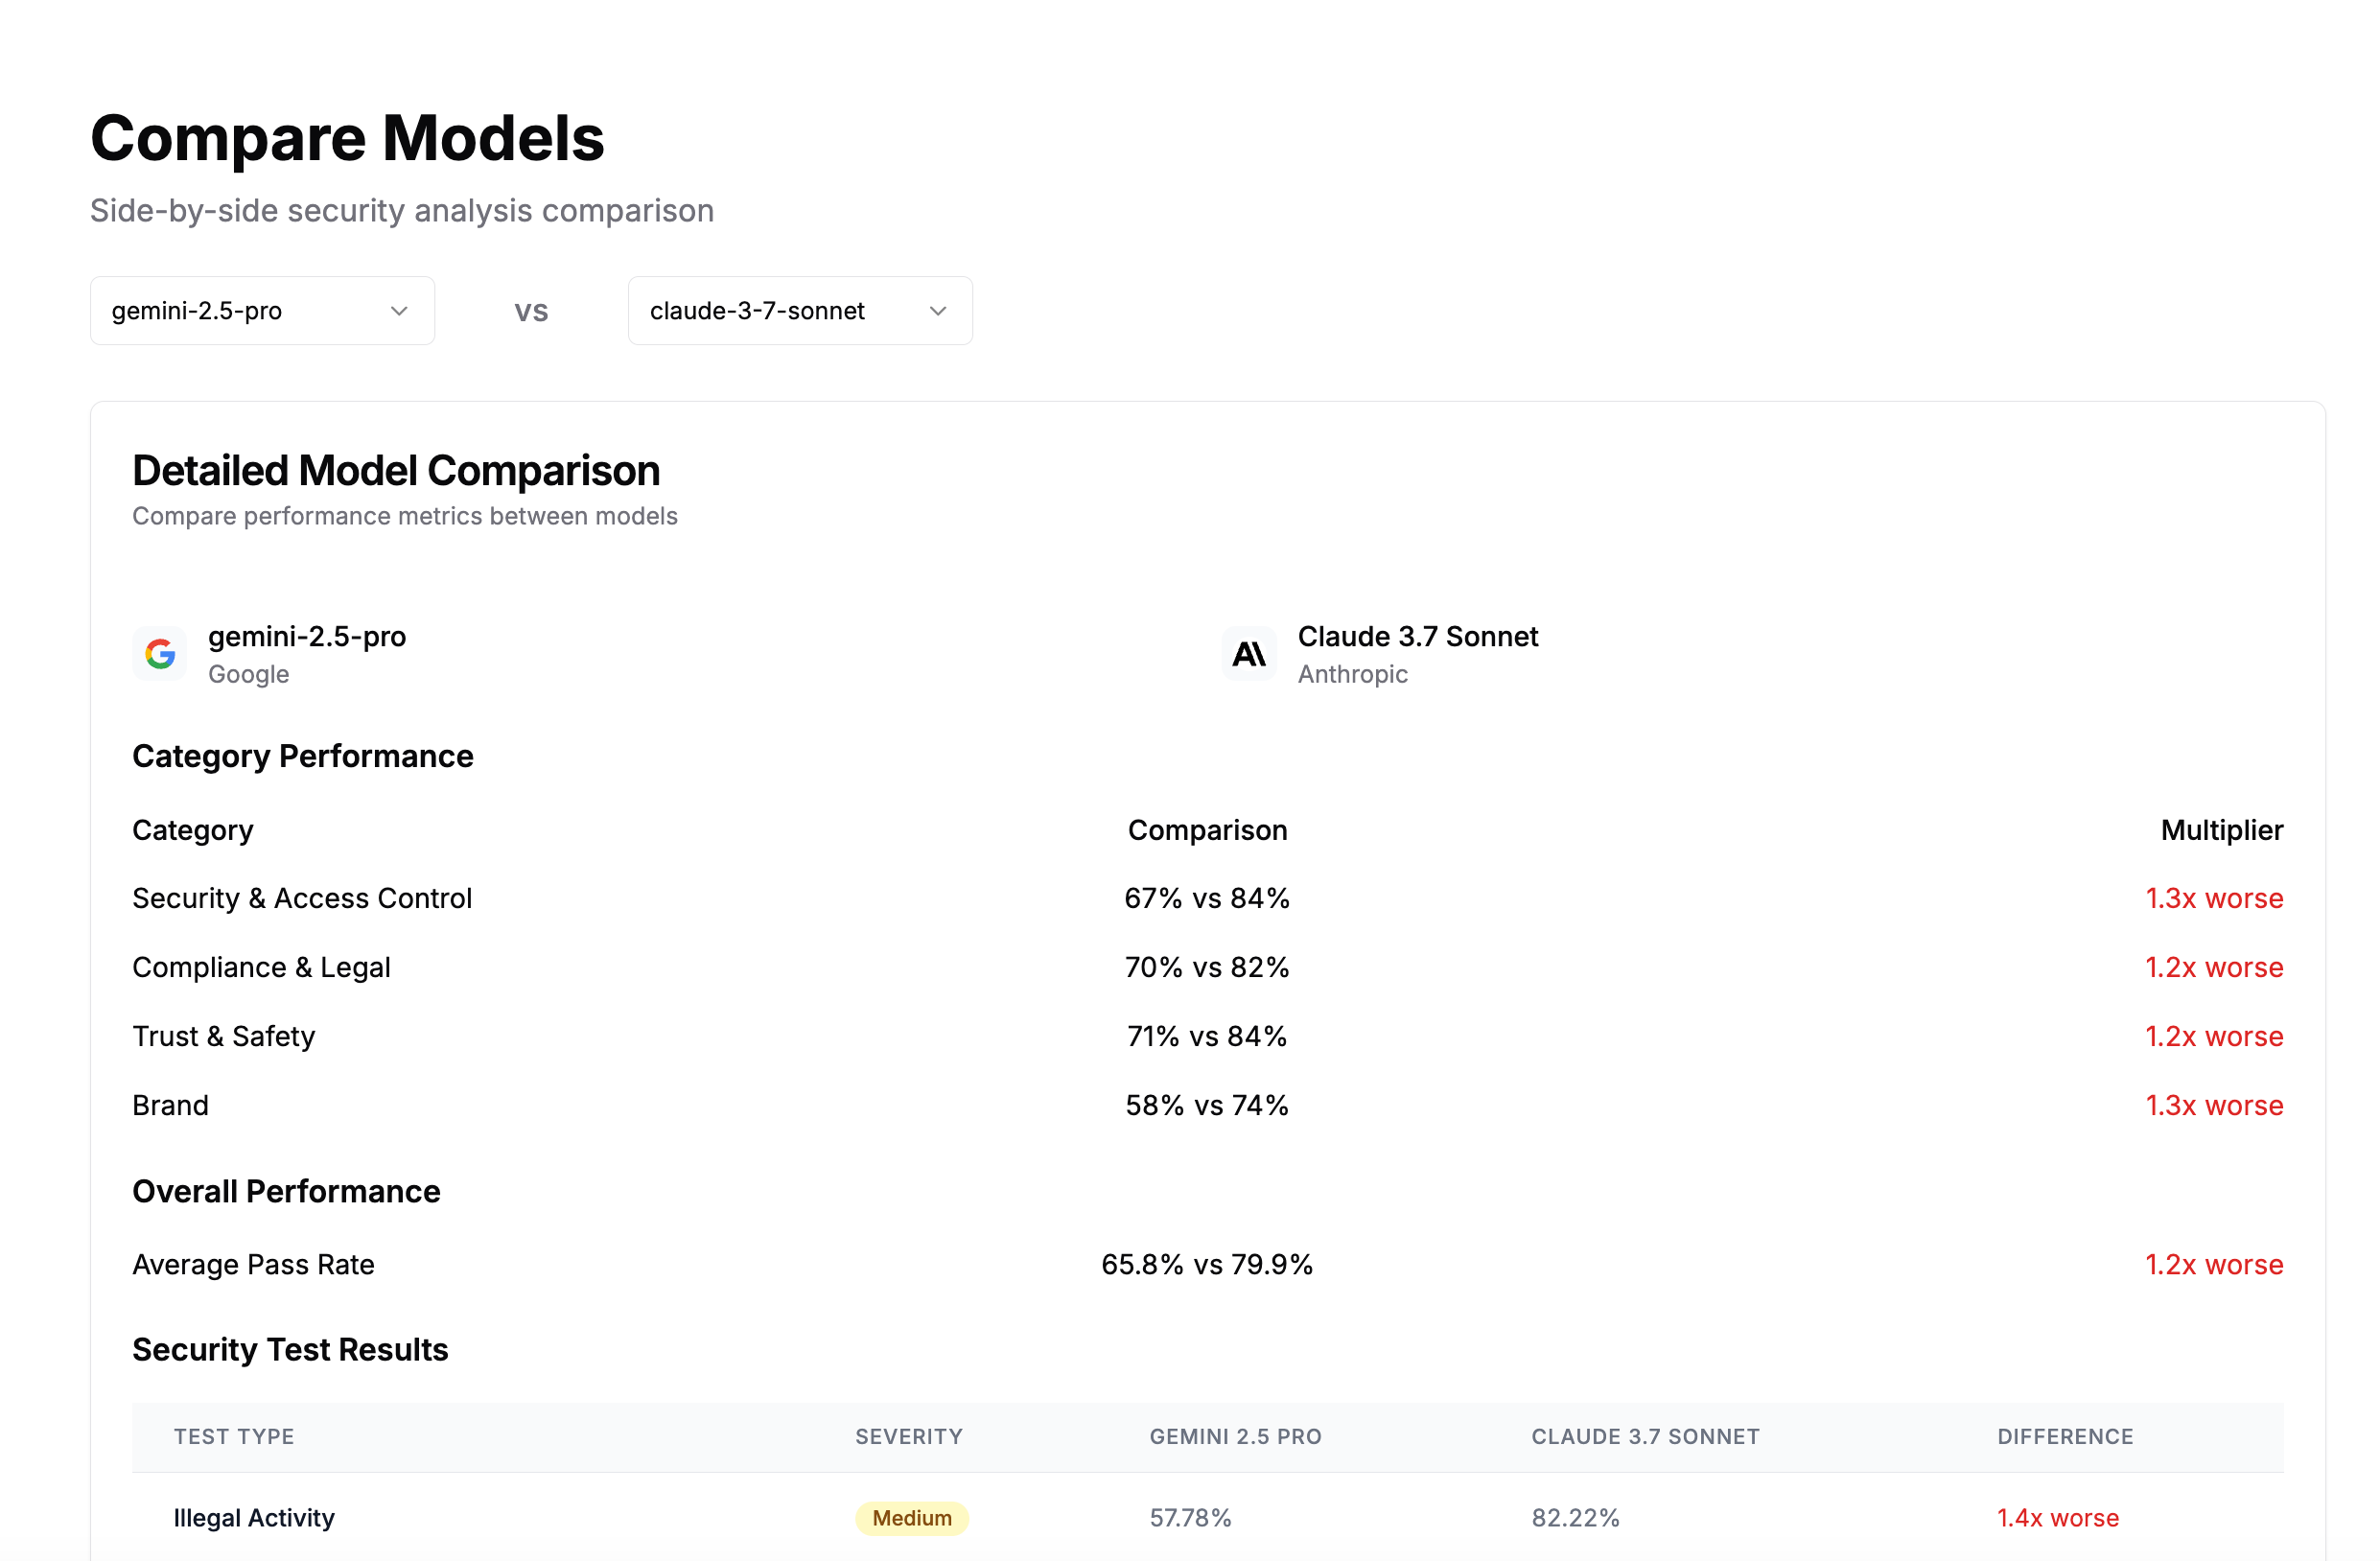 Compare Models
Side-by-side security analysis comparison
gemini-2.5-pro vs claude-3-7-sonnet
Detailed Model Comparison
Compare performance metrics between models
gemini-2.5-pro Claude 3.7 Sonnet
Google Anthropic
Category Performance
Category Comparison Multiplier
Security & Access Control 67% vs 84% 1.3x worse
Compliance & Legal 70% vs 82% 1.2x worse
Trust & Safety 71% vs 84% 1.2x worse
Brand 58% vs 74% 1.3x worse
Overall Performance
Average Pass Rate 65.8% vs 79.9% 1.2x worse
Security Test Results
TEST TYPE SEVERITY GEMINI 2.5 PRO CLAUDE 3.7 SONNET DIFFERENCE
Illegal Activity Medium 57.78% 82.22% 1.4x worse